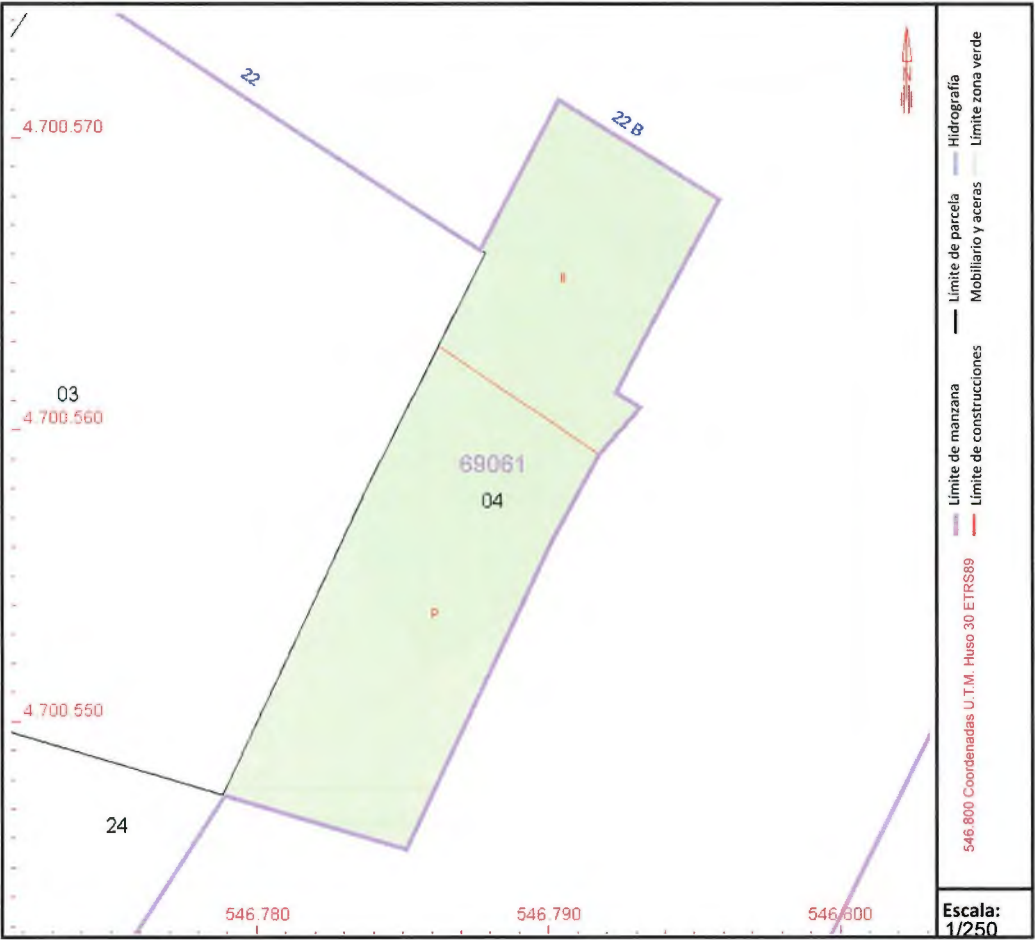 22
22 B
N
4.700.570
II
03
4.700.560
69061
04
P
4.700.550
24
546.780
546.790
546.800
546.800 Coordenadas U.T.M. Huso 30 ETRS89
Límite de manzana
Límite de parcela
Hidrografía
Límite de construcciones
Mobiliario y aceras
Límite zona verde
Escala:
1/250